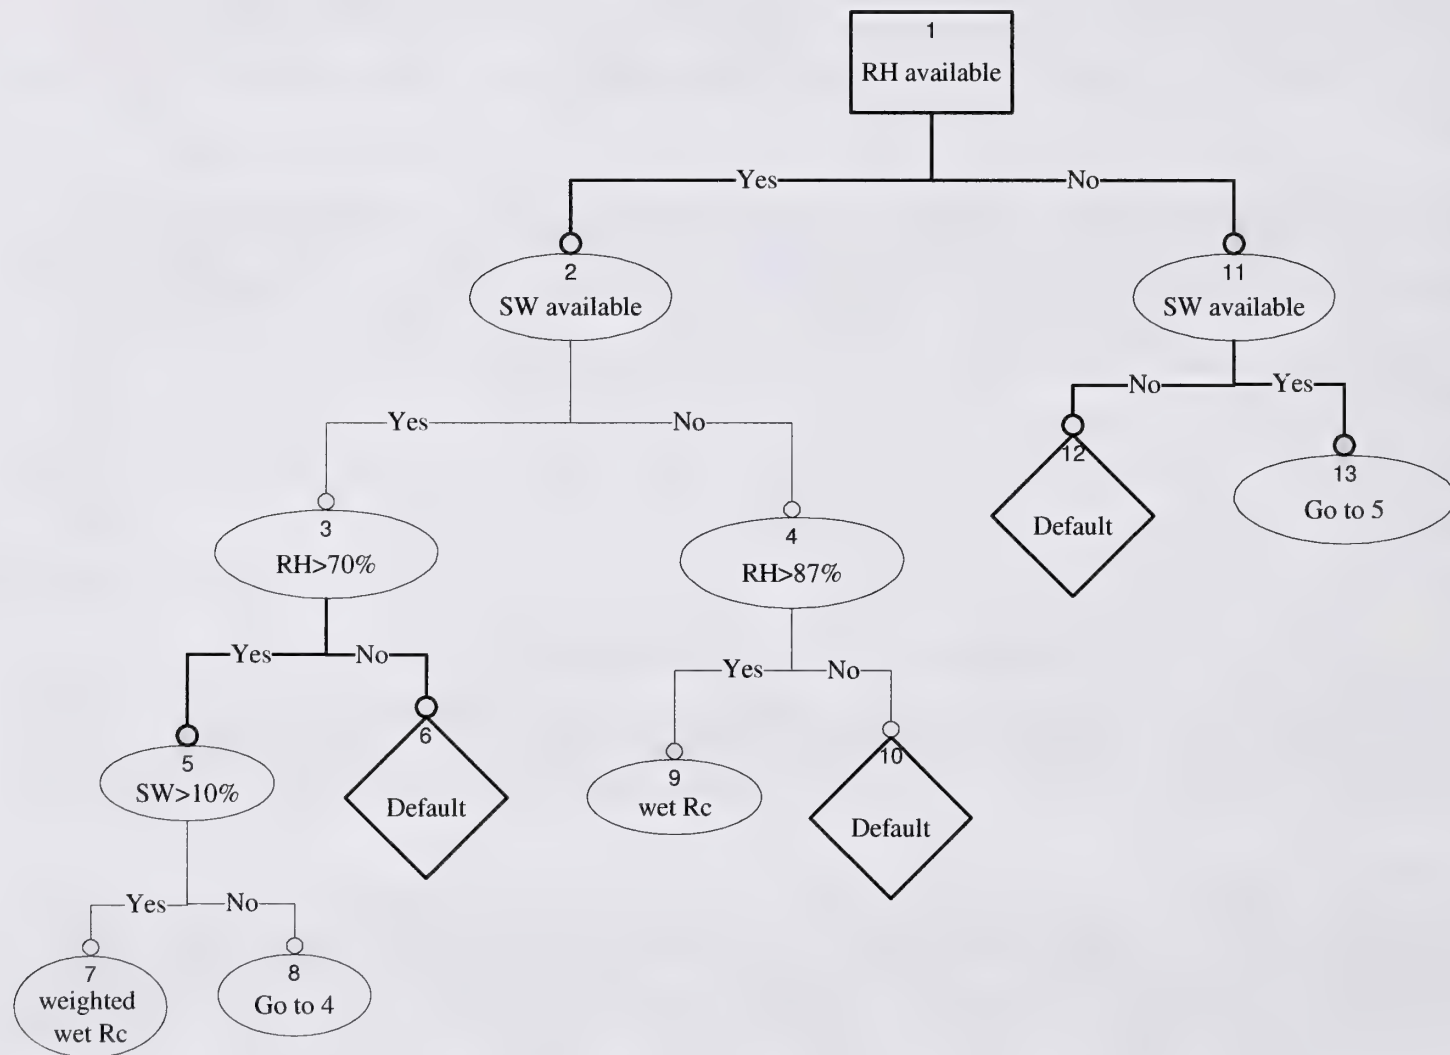 1
RH available
Yes
No
2
SW available
11
SW available
No
Yes
Yes
No
12
Default
13
Go to 5
3
RH>70%
4
RH>87%
Yes
No
Yes
No
5
SW>10%
6
Default
9
wet Rc
10
Default
Yes
No
7
weighted
wet Rc
8
Go to 4